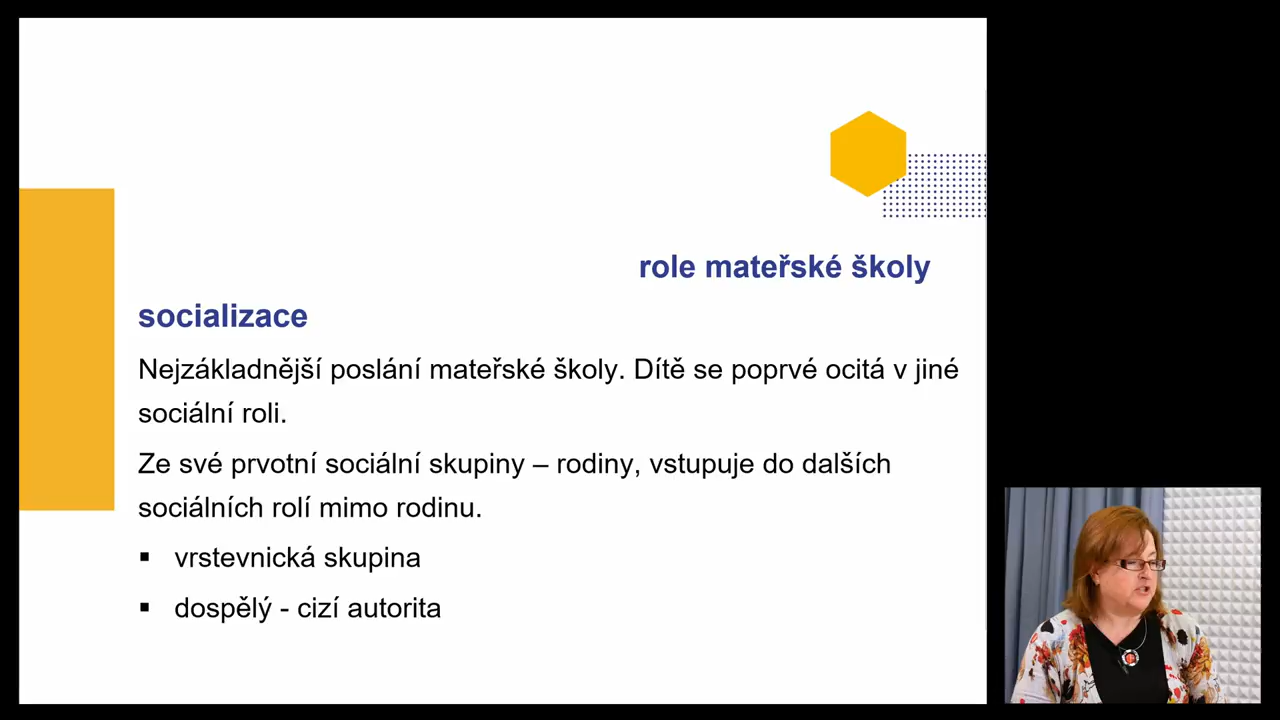 role mateřské školy
socializace
Nejzákladnější poslání mateřské školy. Dítě se poprvé ocitá v jiné
sociální roli.
Ze své prvotní sociální skupiny – rodiny, vstupuje do dalších
sociálních rolí mimo rodinu.
▪ vrstevnická skupina
▪ dospělý - cizí autorita